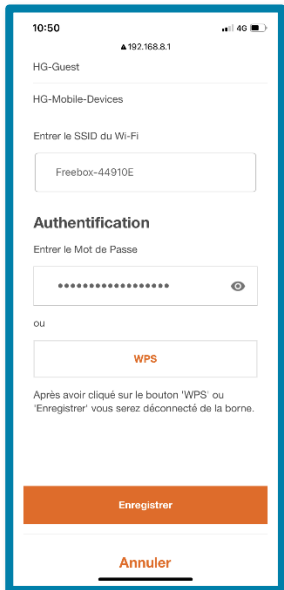 10:50
4G
192.168.8.1
HG-Guest
HG-Mobile-Devices
Entrer le SSID du Wi-Fi
Freebox-44910E
Authentification
Entrer le Mot de Passe
••••••••••••••••••
ou
WPS
Après avoir cliqué sur le bouton 'WPS' ou
'Enregistrer' vous serez déconnecté de la borne.
Enregistrer
Annuler